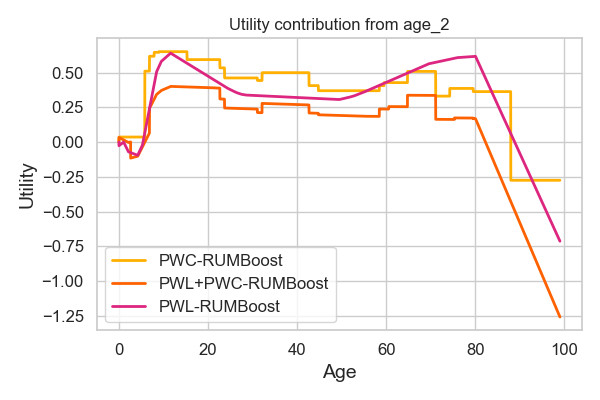 Utility contribution from age_2
Utility
0.50
0.25
0.00
−0.25
−0.50
−0.75
−1.00
−1.25
PWC-RUMBoost
PWL+PWC-RUMBoost
PWL-RUMBoost
0 20 40 60 80 100
Age